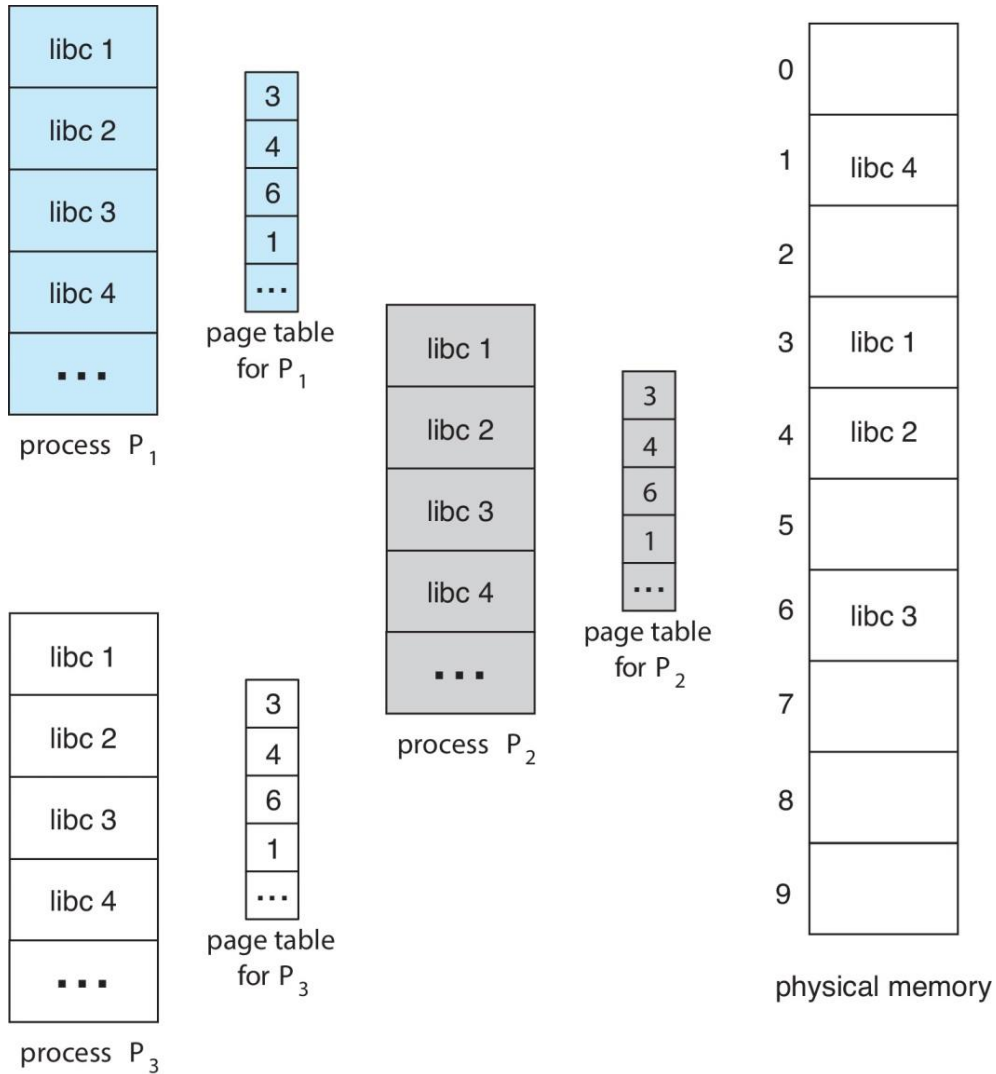 libc 1
libc 2
libc 3
libc 4
...
process P1
3
4
6
1
...
page table
for P1
libc 1
libc 2
libc 3
libc 4
...
process P2
3
4
6
1
...
page table
for P2
libc 1
libc 2
libc 3
libc 4
...
process P3
3
4
6
1
...
page table
for P3
0
1 libc 4
2
3 libc 1
4 libc 2
5
6 libc 3
7
8
9
physical memory